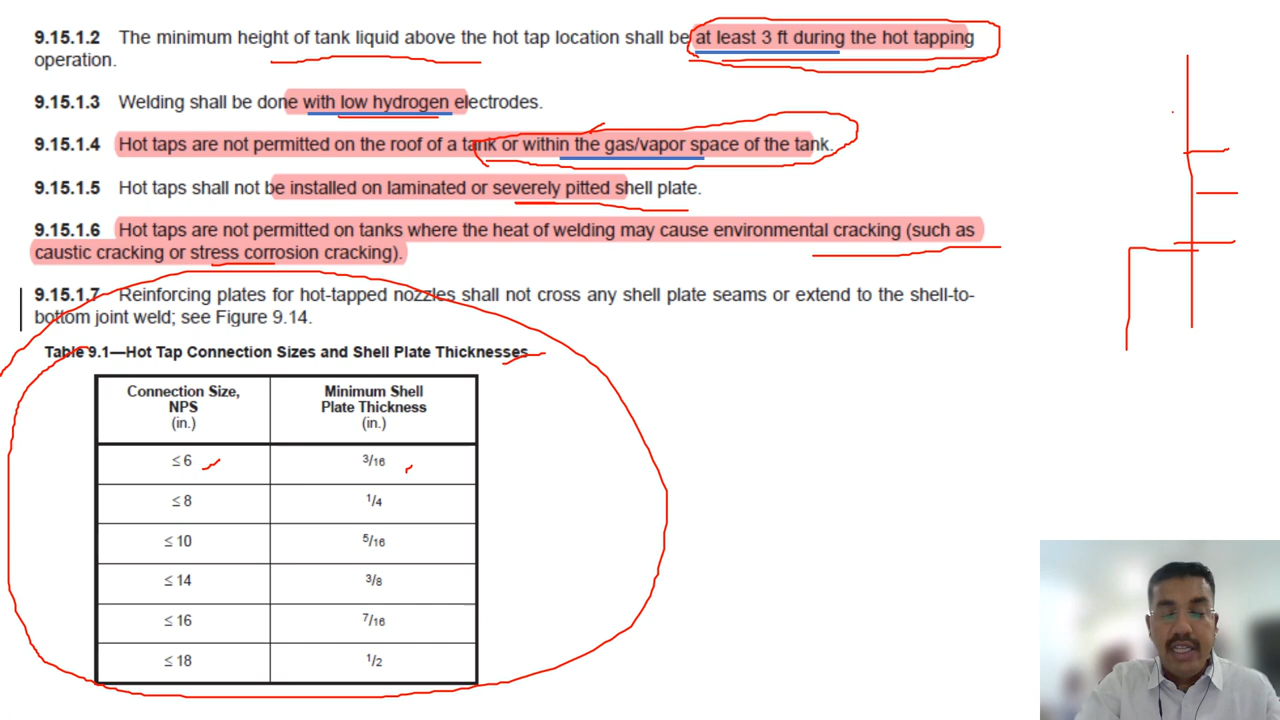 9.15.1.2 The minimum height of tank liquid above the hot tap location shall be at least 3 ft during the hot tapping
operation.
9.15.1.3 Welding shall be done with low hydrogen electrodes.
9.15.1.4 Hot taps are not permitted on the roof of a tank or within the gas/vapor space of the tank.
9.15.1.5 Hot taps shall not be installed on laminated or severely pitted shell plate.
9.15.1.6 Hot taps are not permitted on tanks where the heat of welding may cause environmental cracking (such as
caustic cracking or stress corrosion cracking).
9.15.1.7 Reinforcing plates for hot-tapped nozzles shall not cross any shell plate seams or extend to the shell-to-
bottom joint weld; see Figure 9.14.
Table 9.1—Hot Tap Connection Sizes and Shell Plate Thicknesses
Connection Size, Minimum Shell
NPS Plate Thickness
(in.) (in.)
≤ 6 3/16
≤ 8 1/4
≤ 10 5/16
≤ 14 3/8
≤ 16 7/16
≤ 18 1/2